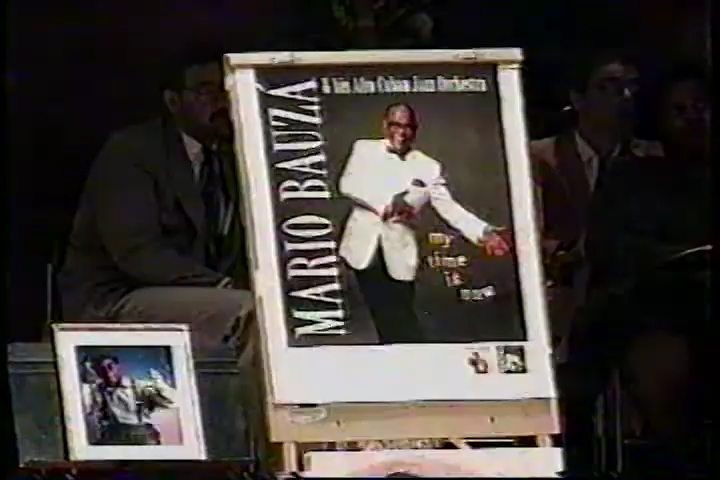 MARIO BAUZÁ
& His Afro Cuban Jazz Orchestra
my
time
is
now